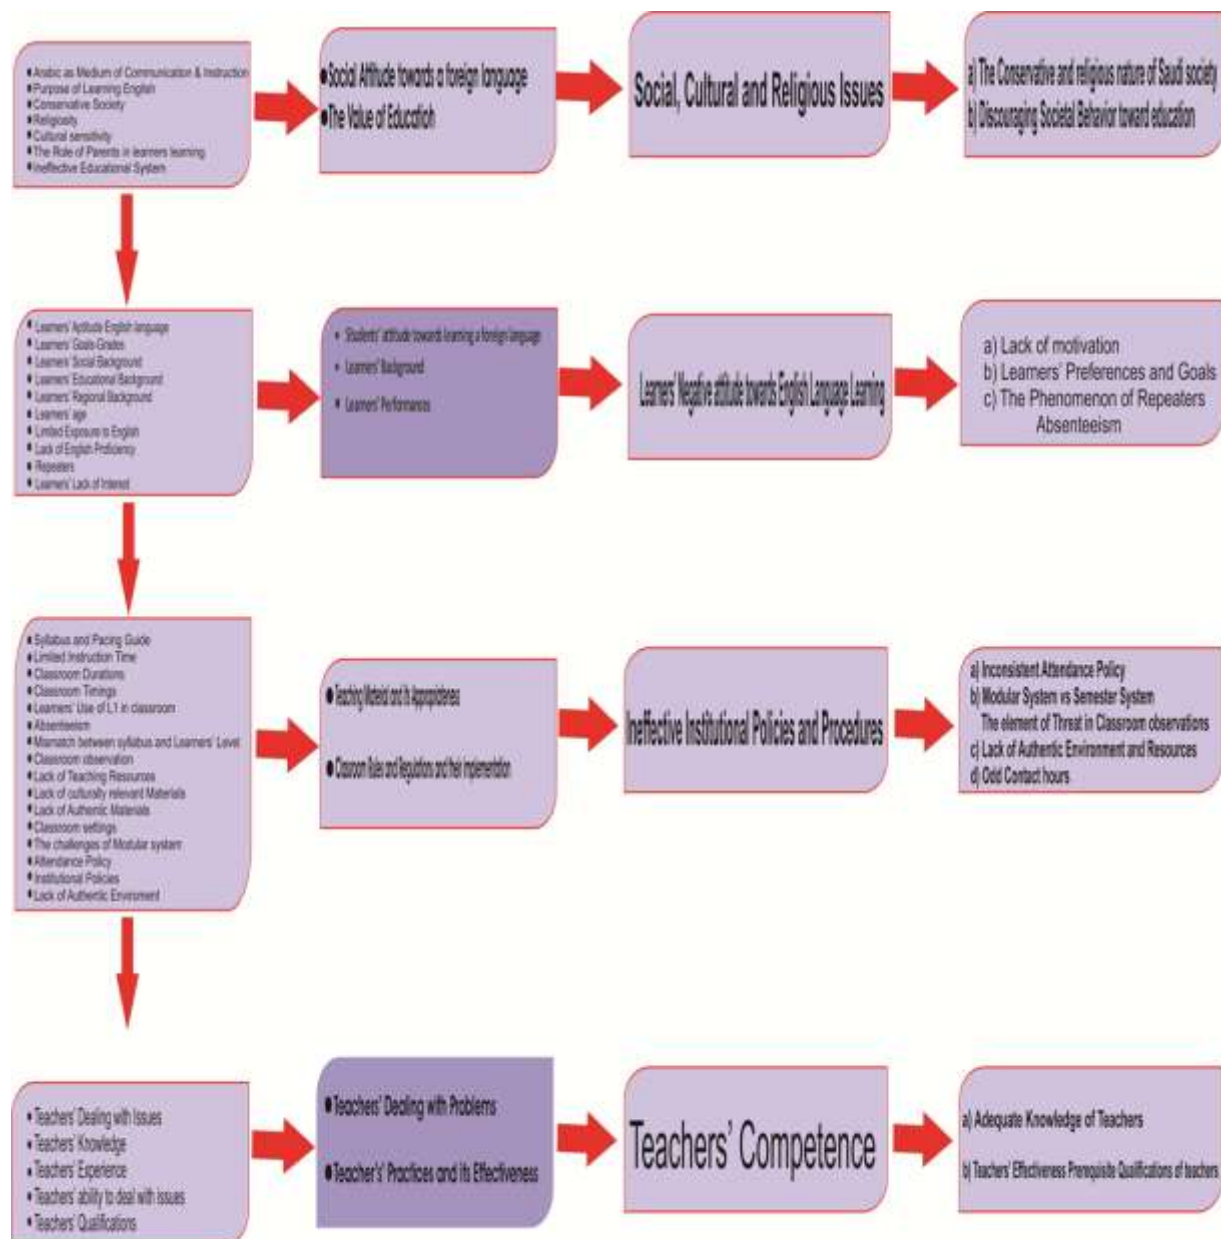 Arabic as Medium of Communication & Instruction
Purpose of Learning English
Conservative Society
Religiosity
Cultural sensitivity
The Role of Parents in learners learning
Ineffective Educational System
Social Attitude towards a foreign language
The Value of Education
Social, Cultural and Religious Issues
a) The Conservative and religious nature of Saudi society
b) Discouraging Societal Behavior toward education
Learners' Aptitude English language
Learners' Goals-Grades
Learners' Social Background
Learners' Educational Background
Learners' Regional Background
Learners' age
Limited Exposure to English
Lack of English Proficiency
Repeaters
Learners' Lack of Interest
Students' attitude towards learning a foreign language
Learners' Background
Learners' Performances
Learners' Negative attitude towards English Language Learning
a) Lack of motivation
b) Learners' Preferences and Goals
c) The Phenomenon of Repeaters
Absenteeism
Syllabus and Pacing Guide
Limited Instruction Time
Classroom Durations
Classroom Timings
Learners' Use of L1 in classroom
Absenteeism
Mismatch between syllabus and Learners' Level
Classroom observation
Lack of Teaching Resources
Lack of culturally relevant Materials
Lack of Authentic Materials
Classroom settings
The challenges of Modular system
Attendance Policy
Institutional Policies
Lack of Authentic Enviroment
Teaching Material and its Appropriateness
Classroom Rules and Regulations and their implementation
Ineffective Institutional Policies and Procedures
a) Inconsistent Attendance Policy
b) Modular System vs Semester System
The element of Threat in Classroom observations
c) Lack of Authentic Environment and Resources
d) Odd Contact hours
Teachers' Dealing with Issues
Teachers' Knowledge
Teachers' Experience
Teachers' ability to deal with issues
Teachers' Qualifications
Teachers' Dealing with Problems
Teacher's' Practices and its Effectiveness
Teachers' Competence
a) Adequate Knowledge of Teachers
b) Teachers' Effectiveness Prerequisite Qualifications of teachers